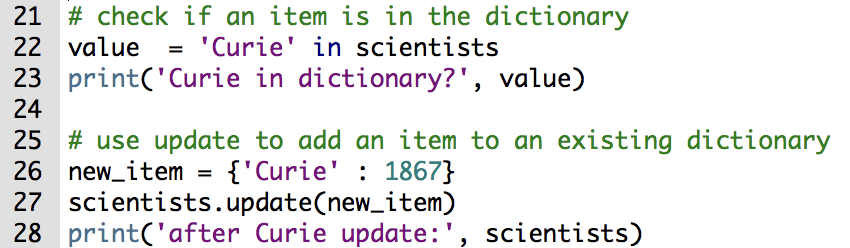 21 # check if an item is in the dictionary
22 value  = 'Curie' in scientists
23 print('Curie in dictionary?', value)
24
25 # use update to add an item to an existing dictionary
26 new_item = {'Curie' : 1867}
27 scientists.update(new_item)
28 print('after Curie update:', scientists)